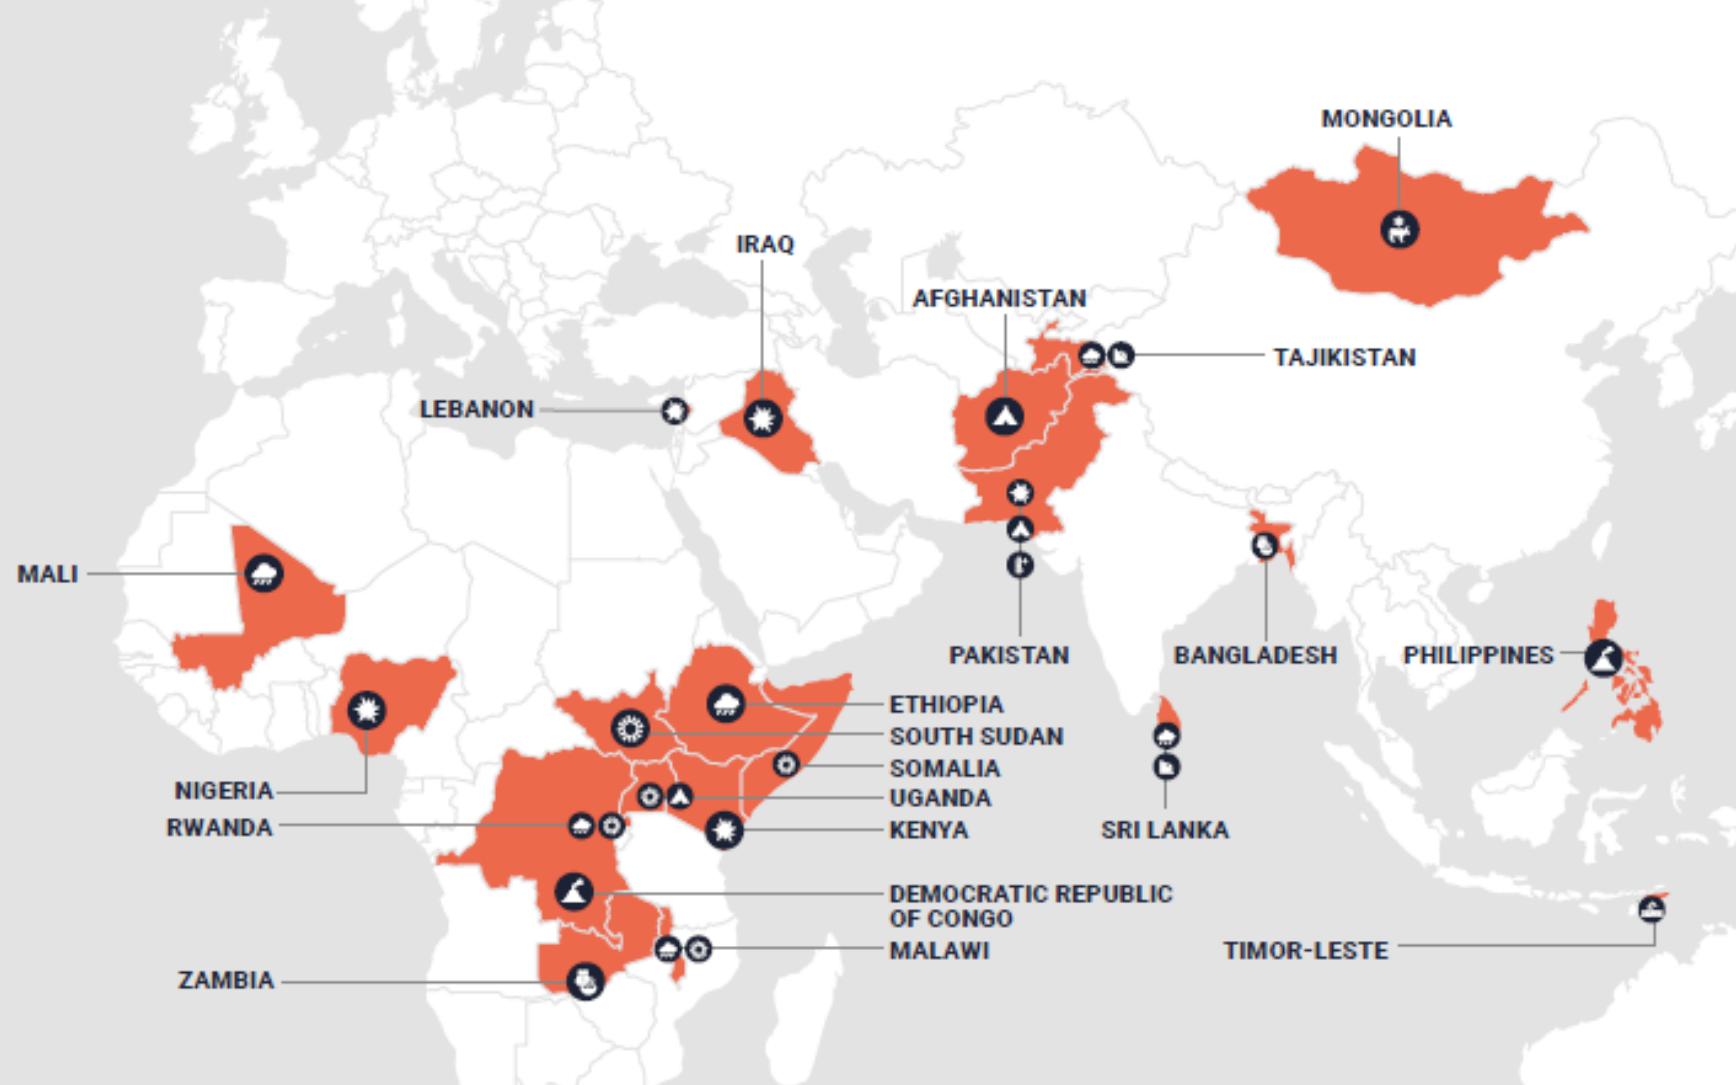 MONGOLIA
IRAQ
AFGHANISTAN
TAJIKISTAN
LEBANON
MALI
PAKISTAN
BANGLADESH
PHILIPPINES
ETHIOPIA
SOUTH SUDAN
SOMALIA
NIGERIA
UGANDA
RWANDA
KENYA
SRI LANKA
DEMOCRATIC REPUBLIC
OF CONGO
MALAWI
TIMOR-LESTE
ZAMBIA